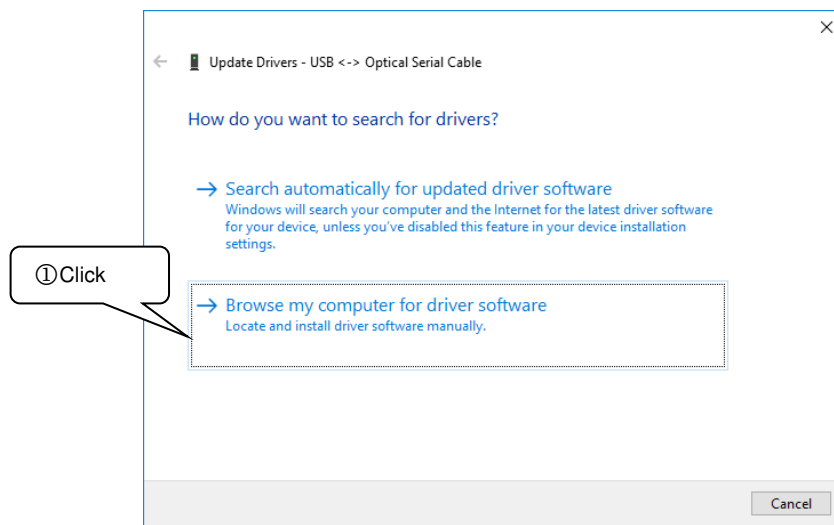 Update Drivers - USB <-> Optical Serial Cable
How do you want to search for drivers?
Search automatically for updated driver software
Windows will search your computer and the Internet for the latest driver software
for your device, unless you've disabled this feature in your device installation
settings.
①Click
Browse my computer for driver software
Locate and install driver software manually.
Cancel